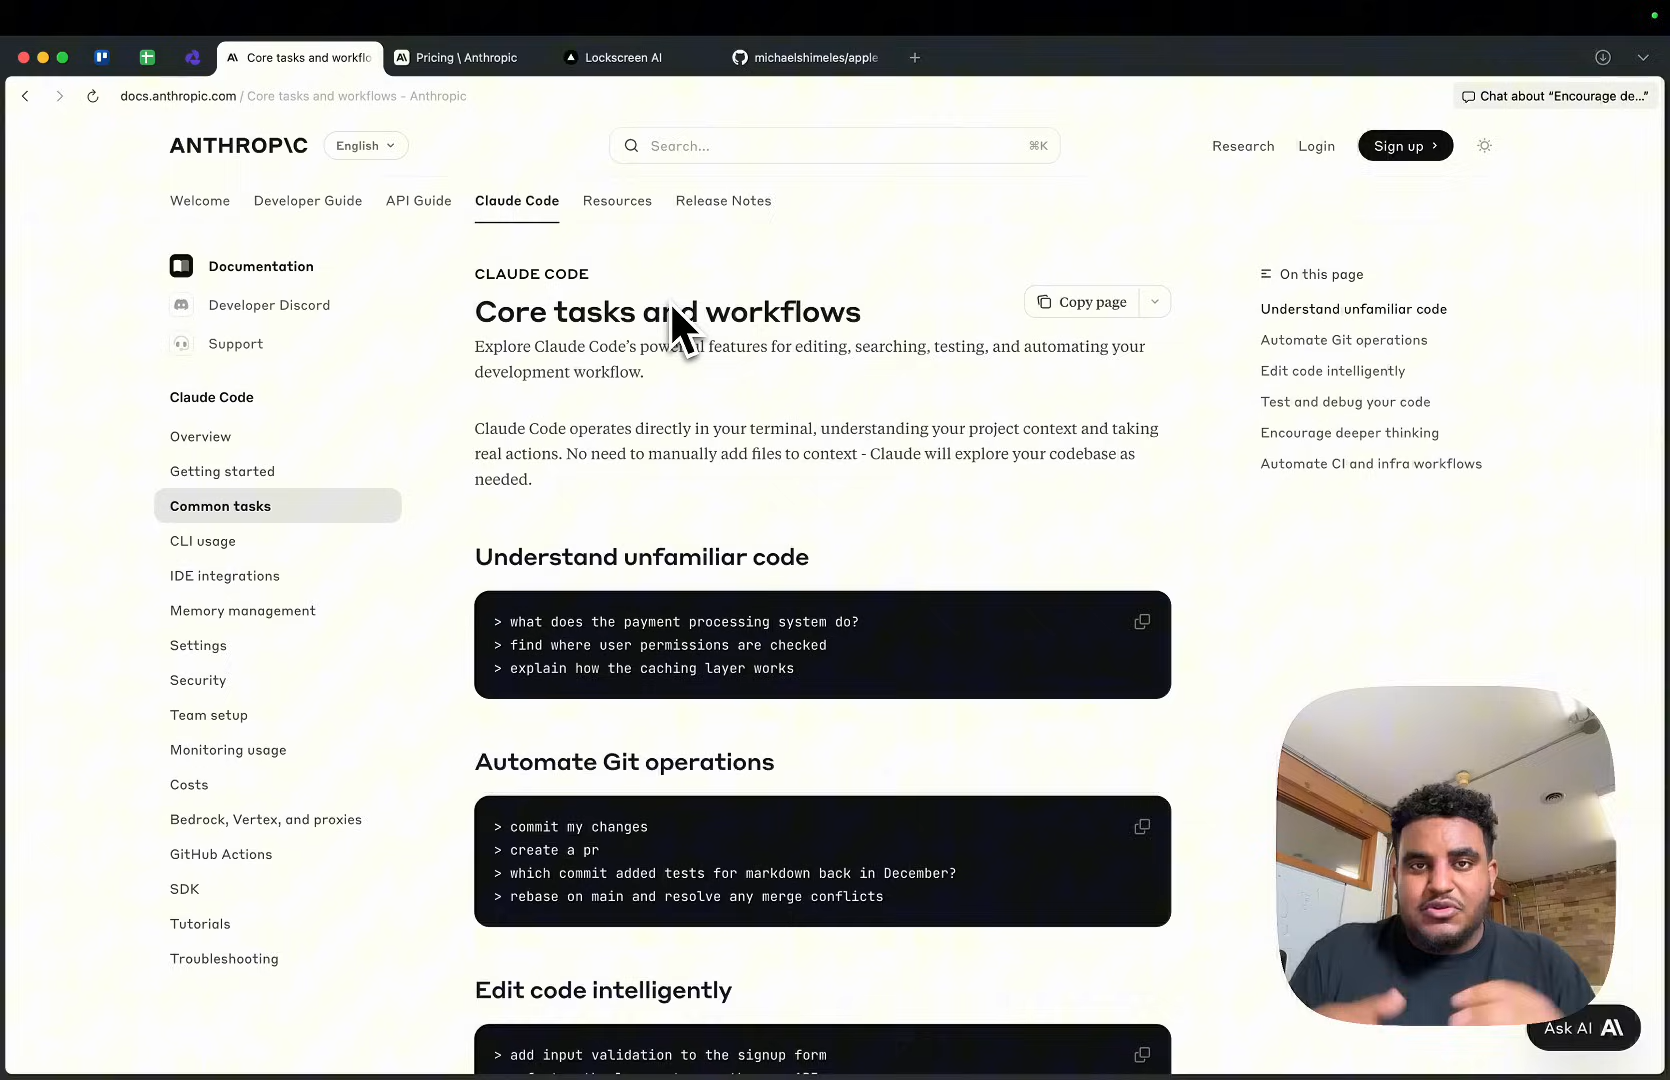 Core tasks and workflo
Pricing \ Anthropic
Lockscreen AI
michaelshimeles/apple
docs.anthropic.com / Core tasks and workflows - Anthropic
Chat about “Encourage de...”
ANTHROP\C
English
Search...
⌘K
Research
Login
Sign up
Welcome
Developer Guide
API Guide
Claude Code
Resources
Release Notes
Documentation
Developer Discord
Support
Claude Code
Overview
Getting started
Common tasks
CLI usage
IDE integrations
Memory management
Settings
Security
Team setup
Monitoring usage
Costs
Bedrock, Vertex, and proxies
GitHub Actions
SDK
Tutorials
Troubleshooting
CLAUDE CODE
Core tasks and workflows
Copy page
Explore Claude Code’s powerful features for editing, searching, testing, and automating your
development workflow.
Claude Code operates directly in your terminal, understanding your project context and taking
real actions. No need to manually add files to context - Claude will explore your codebase as
needed.
Understand unfamiliar code
> what does the payment processing system do?
> find where user permissions are checked
> explain how the caching layer works
Automate Git operations
> commit my changes
> create a pr
> which commit added tests for markdown back in December?
> rebase on main and resolve any merge conflicts
Edit code intelligently
> add input validation to the signup form
On this page
Understand unfamiliar code
Automate Git operations
Edit code intelligently
Test and debug your code
Encourage deeper thinking
Automate CI and infra workflows
Ask AI